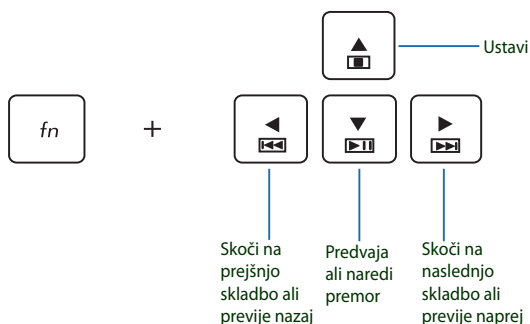 Ustavi
fn
+
Skoči na
prejšnjo
skladbo ali
previje nazaj
Predvaja
ali naredi
premor
Skoči na
naslednjo
skladbo ali
previje naprej